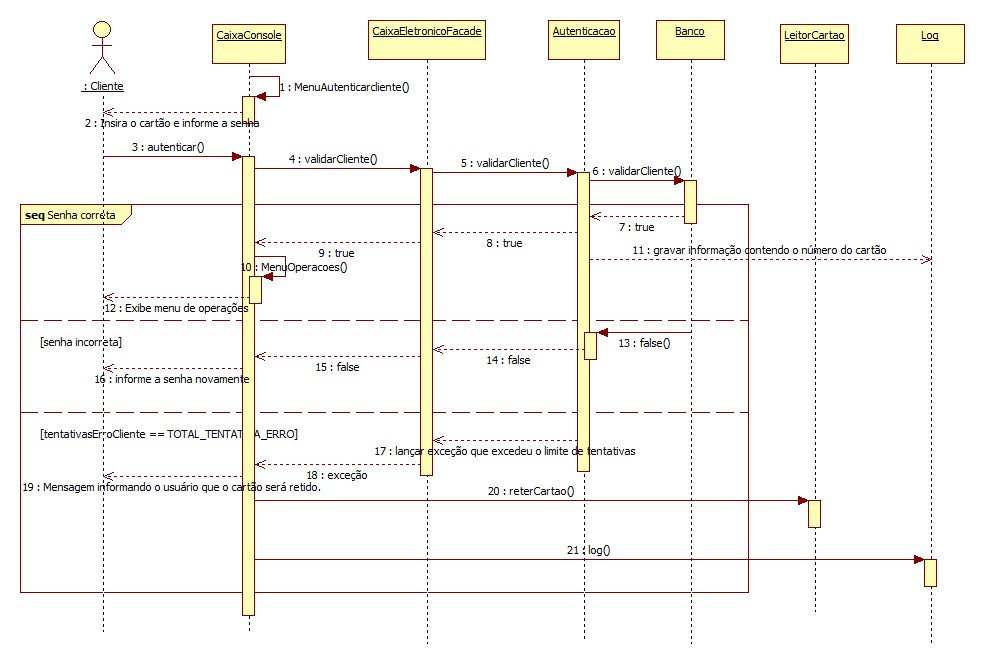 CaixaConsole
CaixaEletronicoFacade
Autenticacao
Banco
LeitorCartao
Log
: Cliente
1 : MenuAutenticarcliente()
2 : Insira o cartão e informe a senha
3 : autenticar()
4 : validarCliente()
5 : validarCliente()
6 : validarCliente()
seq Senha correta
7 : true
8 : true
9 : true
10 : MenuOperacoes()
11 : gravar informação contendo o número do cartão
12 : Exibe menu de operações
[senha incorreta]
13 : false()
14 : false
15 : false
16 : informe a senha novamente
[tentativasErroCliente == TOTAL_TENTATIVA_ERRO]
17 : lançar exceção que excedeu o limite de tentativas
18 : exceção
19 : Mensagem informando o usuário que o cartão será retido.
20 : reterCartao()
21 : log()